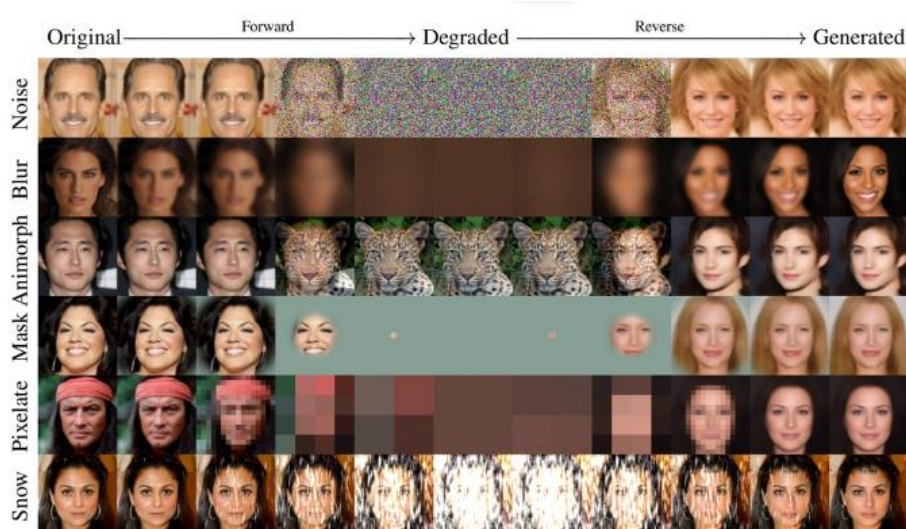 Forward
Reverse
Original
Degraded
Generated
Noise
Blur
Animorph
Mask
Pixelate
Snow